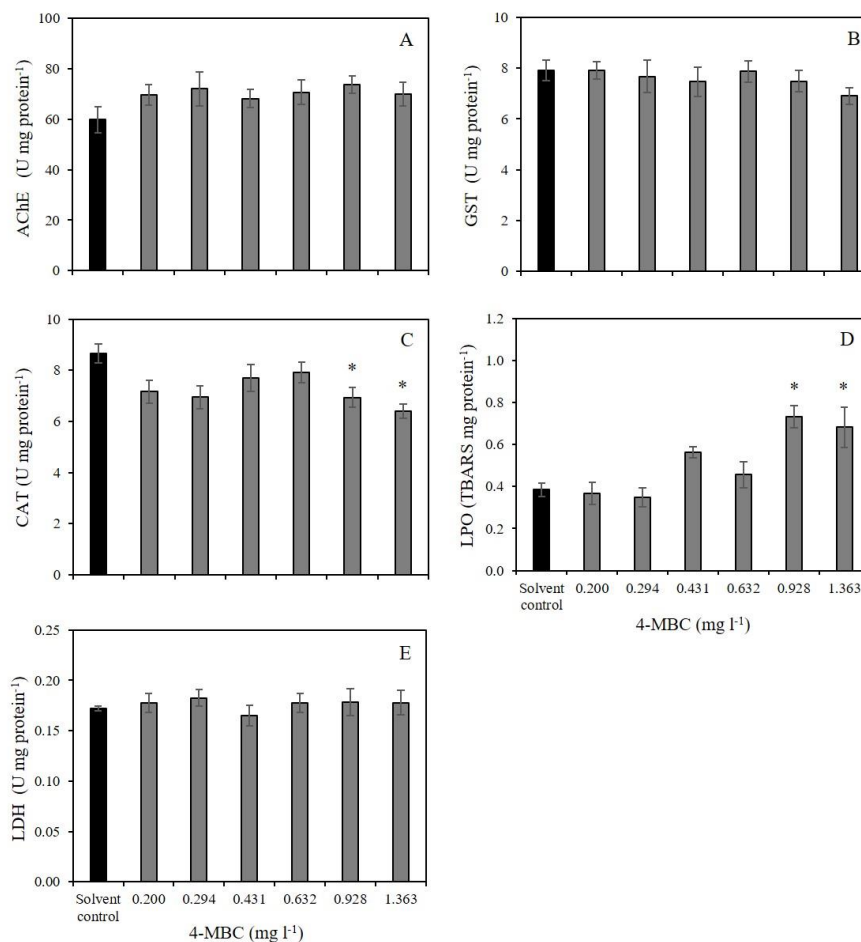 A
AChE (U mg protein⁻¹)
100
80
60
40
20
0
B
GST (U mg protein⁻¹)
10
8
6
4
2
0
C
CAT (U mg protein⁻¹)
10
8
6
4
2
0
* *
D
LPO (TBARS mg protein⁻¹)
1.2
1.0
0.8
0.6
0.4
0.2
0.0
* *
Solvent 0.200 0.294 0.431 0.632 0.928 1.363
control
4-MBC (mg l⁻¹)
E
LDH (U mg protein⁻¹)
0.25
0.20
0.15
0.10
0.05
0.00
Solvent 0.200 0.294 0.431 0.632 0.928 1.363
control
4-MBC (mg l⁻¹)